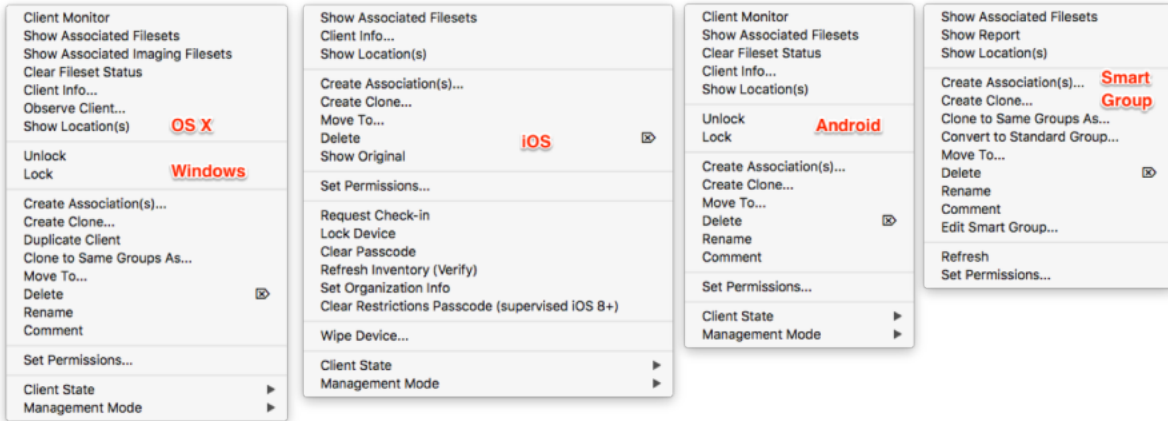 Client Monitor
Show Associated Filesets
Show Associated Imaging Filesets
Clear Fileset Status
Client Info...
Observe Client...
Show Location(s)
OS X
Unlock
Lock
Windows
Create Association(s)...
Create Clone...
Duplicate Client
Clone to Same Groups As...
Move To...
Delete
Rename
Comment
Set Permissions...
Client State
Management Mode
Show Associated Filesets
Client Info...
Show Location(s)
Create Association(s)...
Create Clone...
Move To...
Delete
iOS
Show Original
Set Permissions...
Request Check-in
Lock Device
Clear Passcode
Refresh Inventory (Verify)
Set Organization Info
Clear Restrictions Passcode (supervised iOS 8+)
Wipe Device...
Client State
Management Mode
Client Monitor
Show Associated Filesets
Clear Fileset Status
Client Info...
Show Location(s)
Unlock
Lock
Android
Create Association(s)...
Create Clone...
Move To...
Delete
Rename
Comment
Set Permissions...
Client State
Management Mode
Show Associated Filesets
Show Report
Show Location(s)
Create Association(s)...
Smart
Create Clone...
Group
Clone to Same Groups As...
Convert to Standard Group...
Move To...
Delete
Rename
Comment
Edit Smart Group...
Refresh
Set Permissions...